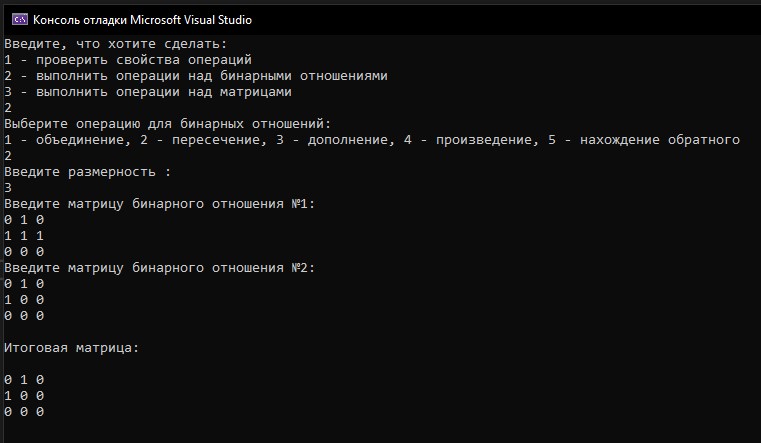 Консоль отладки Microsoft Visual Studio
Введите, что хотите сделать:
1 - проверить свойства операций
2 - выполнить операции над бинарными отношениями
3 - выполнить операции над матрицами
2
Выберите операцию для бинарных отношений:
1 - объединение, 2 - пересечение, 3 - дополнение, 4 - произведение, 5 - нахождение обратного
2
Введите размерность :
3
Введите матрицу бинарного отношения №1:
0 1 0
1 1 1
0 0 0
Введите матрицу бинарного отношения №2:
0 1 0
1 0 0
0 0 0
Итоговая матрица:
0 1 0
1 0 0
0 0 0